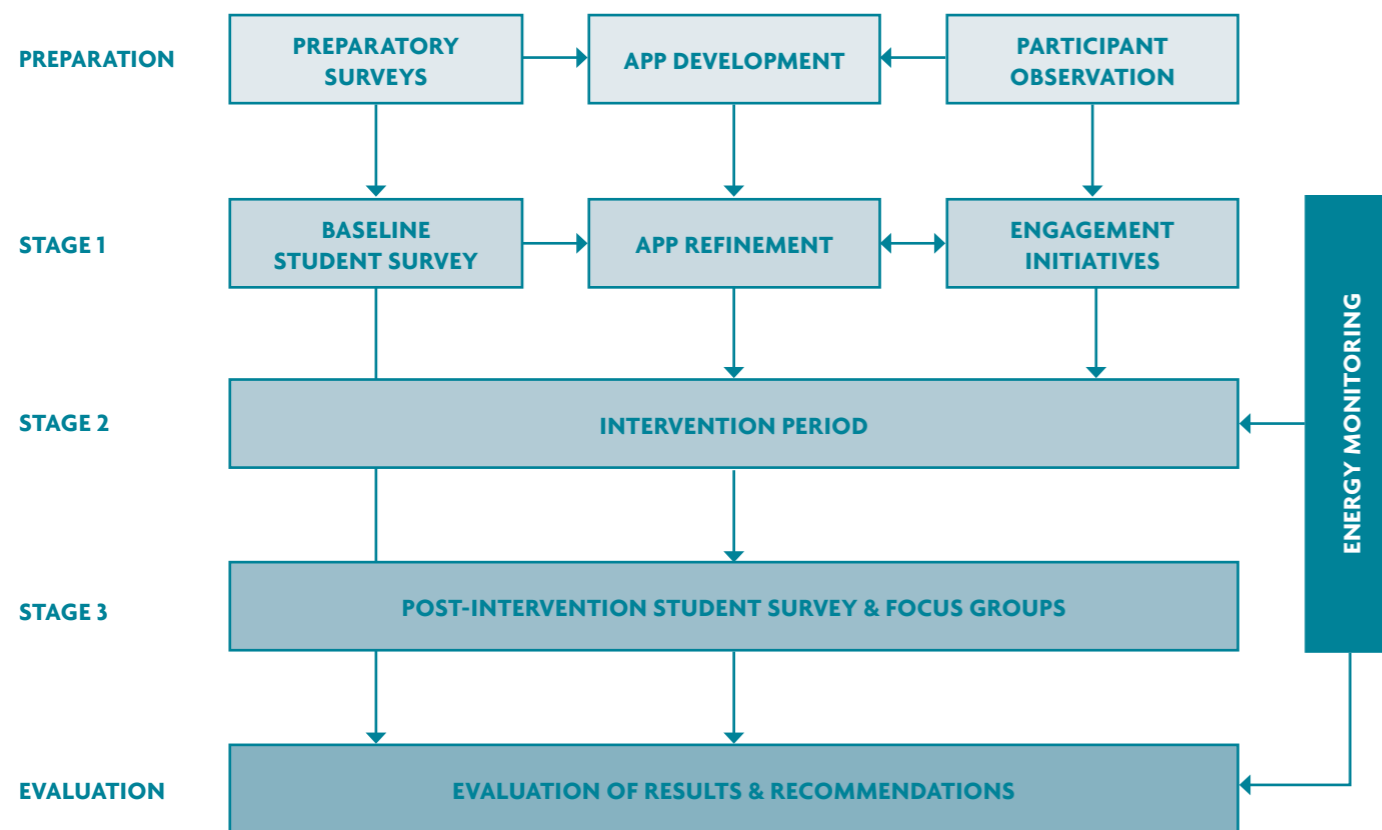 PREPARATION
PREPARATORY
SURVEYS
APP DEVELOPMENT
PARTICIPANT
OBSERVATION
STAGE 1
BASELINE
STUDENT SURVEY
APP REFINEMENT
ENGAGEMENT
INITIATIVES
ENERGY MONITORING
STAGE 2
INTERVENTION PERIOD
STAGE 3
POST-INTERVENTION STUDENT SURVEY & FOCUS GROUPS
EVALUATION
EVALUATION OF RESULTS & RECOMMENDATIONS